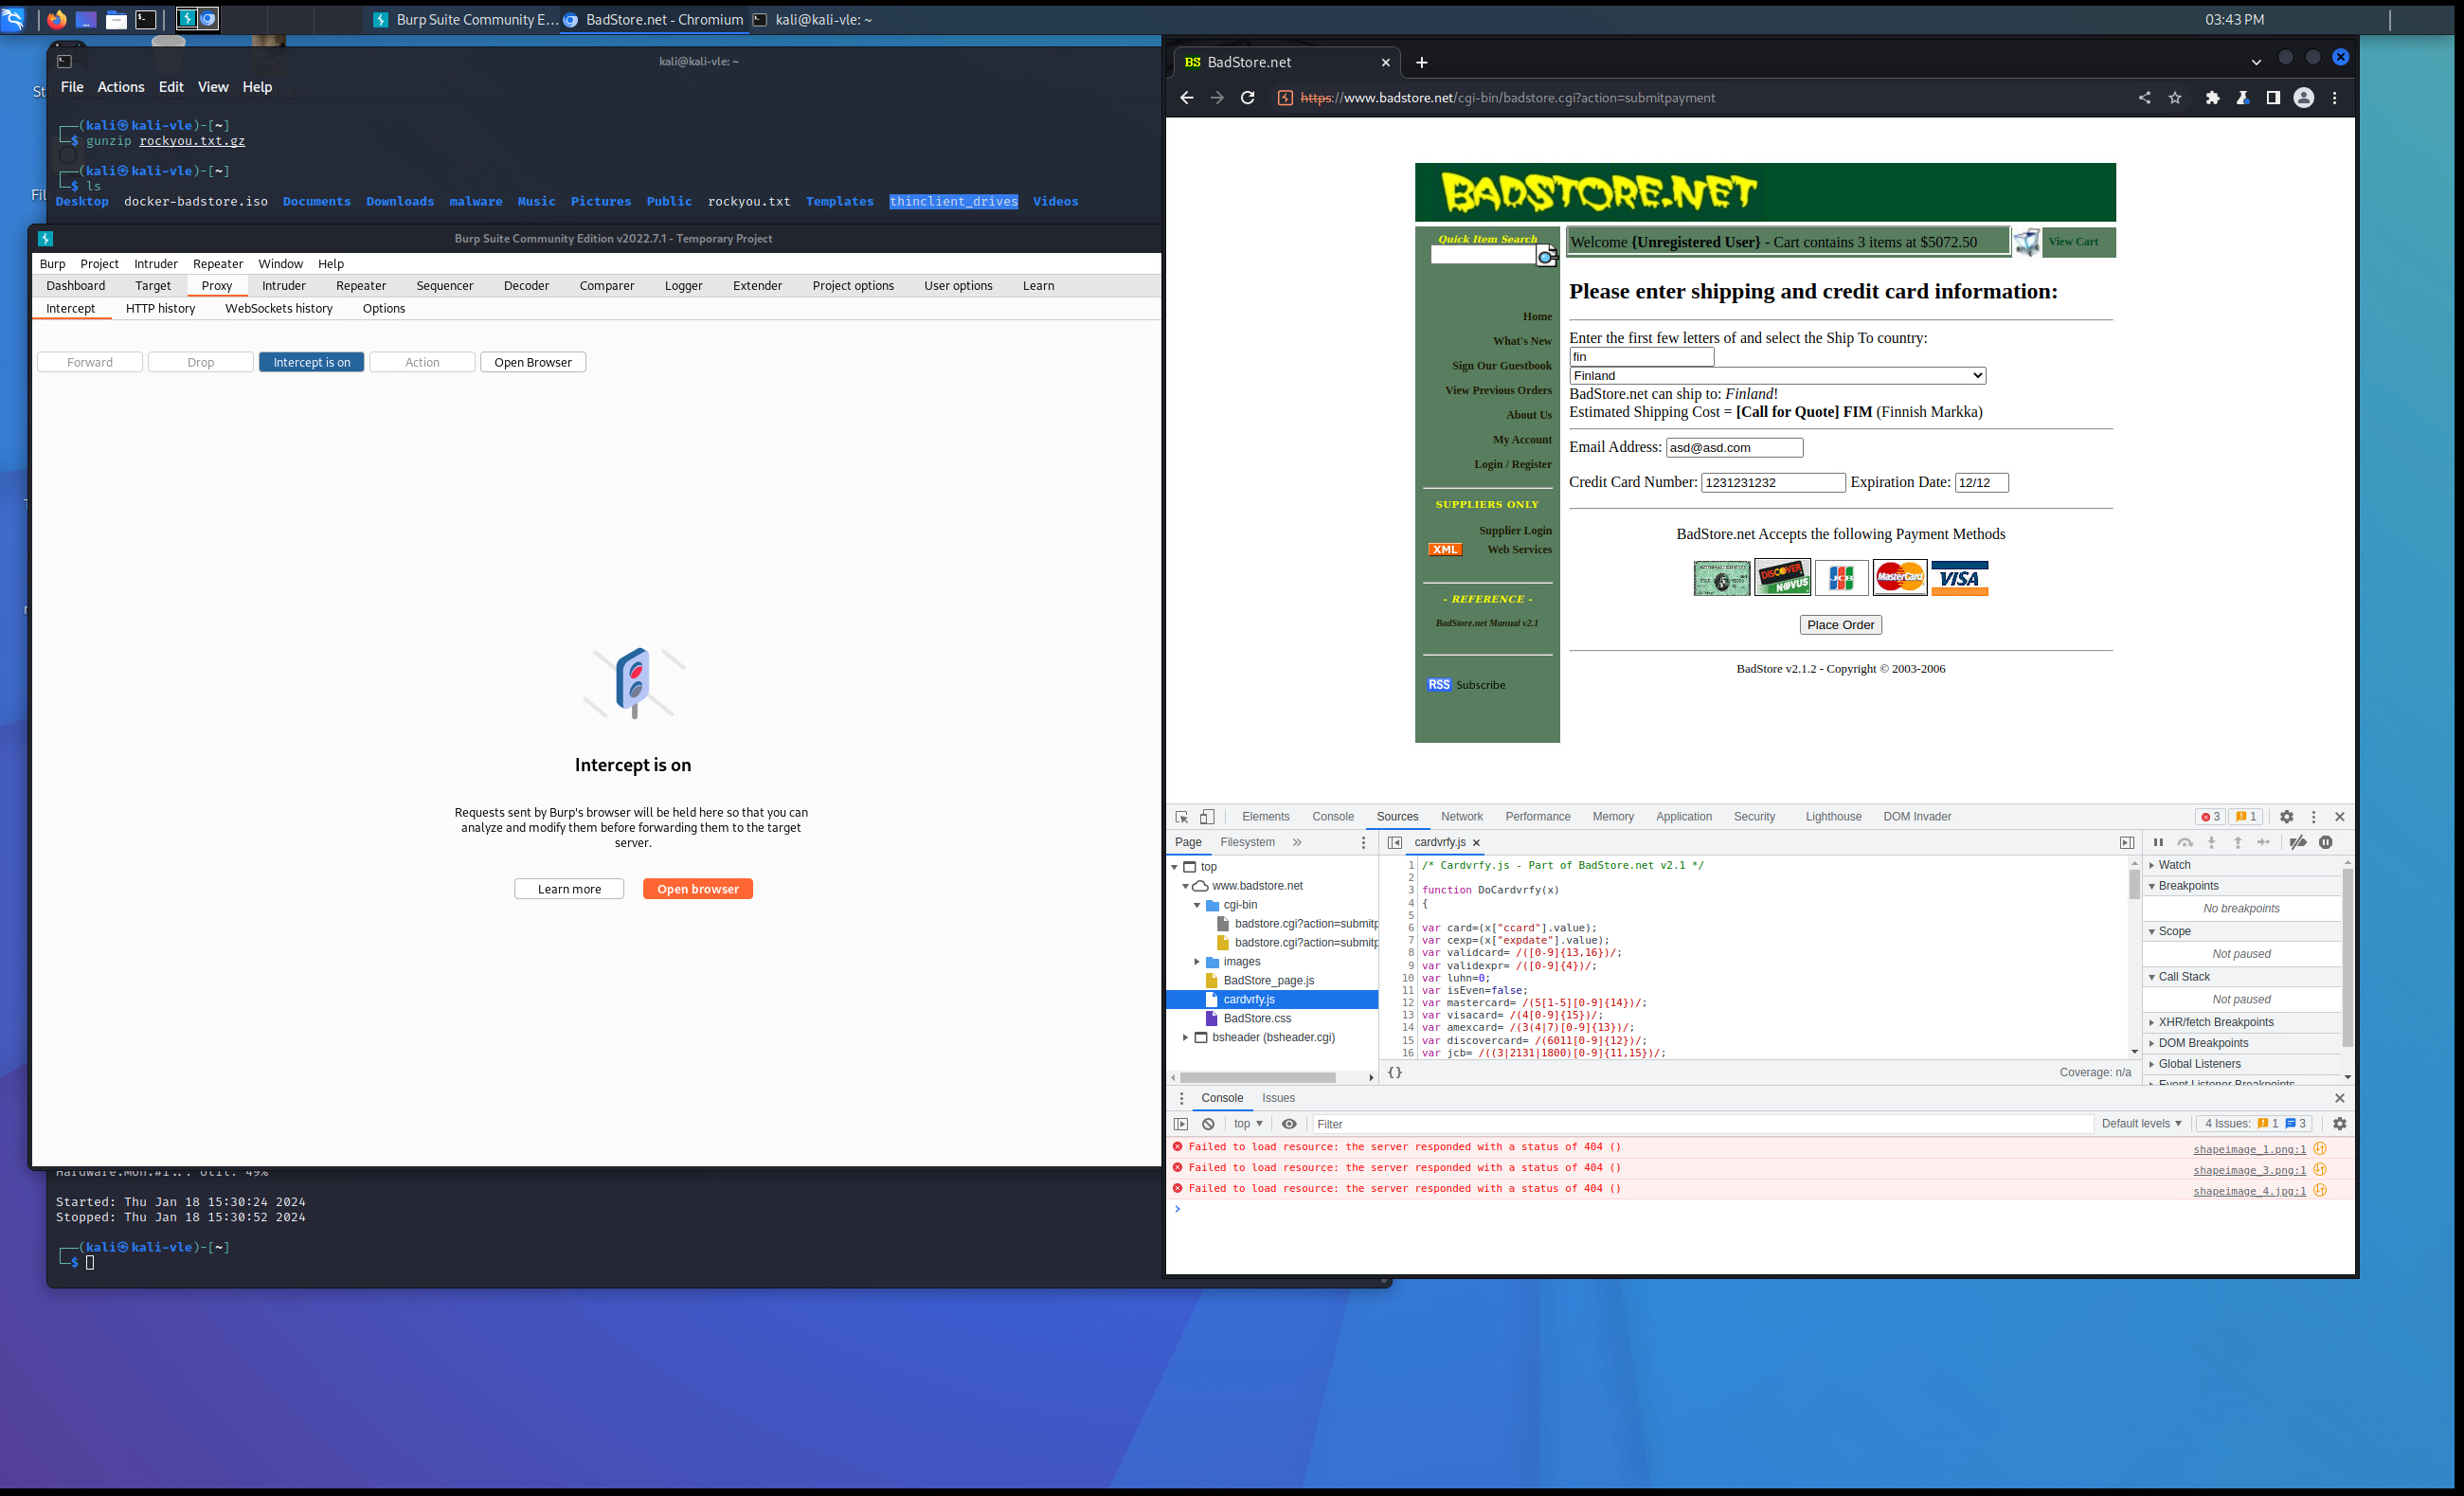 Burp Suite Community E...
BadStore.net - Chromium
kali@kali-vle: ~
03:43 PM
kali@kali-vle: ~
File Actions Edit View Help
(kali㉿kali-vle)-[~]
$ gunzip rockyou.txt.gz
(kali㉿kali-vle)-[~]
$ ls
Desktop docker-badstore.iso Documents Downloads malware Music Pictures Public rockyou.txt Templates thinclient_drives Videos
Burp Suite Community Edition v2022.7.1 - Temporary Project
Burp Project Intruder Repeater Window Help
Dashboard Target Proxy Intruder Repeater Sequencer Decoder Comparer Logger Extender Project options User options Learn
Intercept HTTP history WebSockets history Options
Forward Drop Intercept is on Action Open Browser
Intercept is on
Requests sent by Burp's browser will be held here so that you can
analyze and modify them before forwarding them to the target
server.
Learn more Open browser
Started: Thu Jan 18 15:30:24 2024
Stopped: Thu Jan 18 15:30:52 2024
(kali㉿kali-vle)-[~]
$
BS BadStore.net
https://www.badstore.net/cgi-bin/badstore.cgi?action=submitpayment
BADSTORE.NET
Quick Item Search
Welcome {Unregistered User} - Cart contains 3 items at $5072.50
View Cart
Home
What's New
Sign Our Guestbook
View Previous Orders
About Us
My Account
Login / Register
SUPPLIERS ONLY
Supplier Login
XML Web Services
- REFERENCE -
BadStore.net Manual v2.1
RSS Subscribe
Please enter shipping and credit card information:
Enter the first few letters of and select the Ship To country:
fin
Finland
BadStore.net can ship to: Finland!
Estimated Shipping Cost = [Call for Quote] FIM (Finnish Markka)
Email Address: asd@asd.com
Credit Card Number: 1231231232 Expiration Date: 12/12
BadStore.net Accepts the following Payment Methods
DISCOVER NOVUS JCB MasterCard VISA
Place Order
BadStore v2.1.2 - Copyright © 2003-2006
Elements Console Sources Network Performance Memory Application Security Lighthouse DOM Invader 3 1
Page Filesystem
top
www.badstore.net
cgi-bin
badstore.cgi?action=submitp
badstore.cgi?action=submitp
images
BadStore_page.js
cardvrfy.js
BadStore.css
bsheader (bsheader.cgi)
cardvrfy.js
1 /* Cardvrfy.js - Part of BadStore.net v2.1 */
2
3 function DoCardvrfy(x)
4 {
5
6 var card=(x["ccard"].value);
7 var cexp=(x["expdate"].value);
8 var validcard= /([0-9]{13,16})/;
9 var validexpr= /([0-9]{4})/;
10 var luhn=0;
11 var isEven=false;
12 var mastercard= /(5[1-5][0-9]{14})/;
13 var visacard= /(4[0-9]{15})/;
14 var amexcard= /(3(4|7)[0-9]{13})/;
15 var discovercard= /(6011[0-9]{12})/;
16 var jcb= /((3|2131|1800)[0-9]{11,15})/;
{} Coverage: n/a
Watch
Breakpoints
No breakpoints
Scope
Not paused
Call Stack
Not paused
XHR/fetch Breakpoints
DOM Breakpoints
Global Listeners
Event Listener Breakpoints
Console Issues
top Filter Default levels 4 Issues: 1 3
Failed to load resource: the server responded with a status of 404 () shapeimage_1.png:1
Failed to load resource: the server responded with a status of 404 () shapeimage_3.png:1
Failed to load resource: the server responded with a status of 404 () shapeimage_4.jpg:1